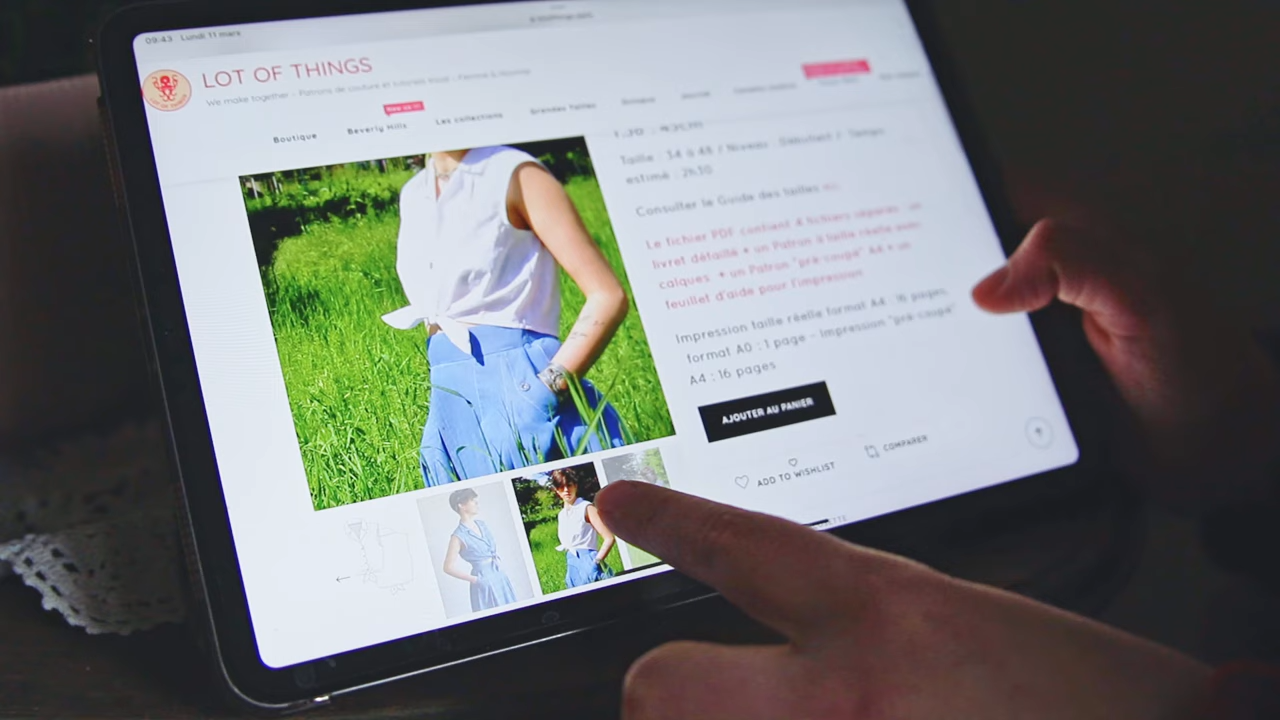 09:43 Lundi 11 mars
LOT OF THINGS
We make together - Patrons de couture et tutoriels inclus - Femme & Homme
LOT OF THINGS
Boutique
Beverly Hills
Les collections
Grandes tailles
Taille : 34 à 48 / Niveau : Débutant / Temps
estimé : 2h30
Consulter le Guide des tailles ici.
Le fichier PDF contient 4 fichiers séparés : un
livret détaillé + un Patron à taille réelle avec
calques + un Patron "pré-coupé" A4 + un
feuillet d'aide pour l'impression
Impression taille réelle format A4 : 16 pages,
format A0 : 1 page - Impression "pré-coupé"
A4 : 16 pages
AJOUTER AU PANIER
ADD TO WISHLIST
COMPARER